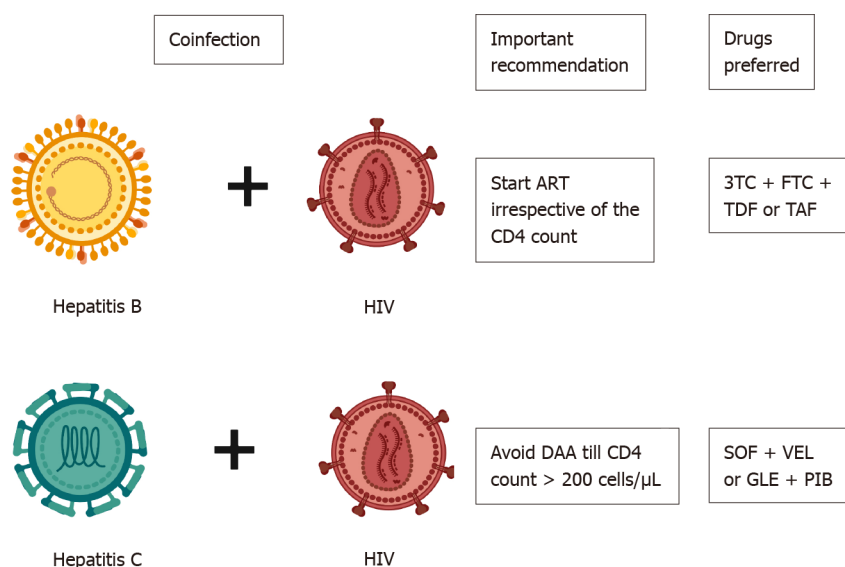 Coinfection
Important
recommendation
Drugs
preferred
Start ART
irrespective of the
CD4 count
3TC + FTC +
TDF or TAF
Hepatitis B
HIV
Avoid DAA till CD4
count > 200 cells/μL
SOF + VEL
or GLE + PIB
Hepatitis C
HIV